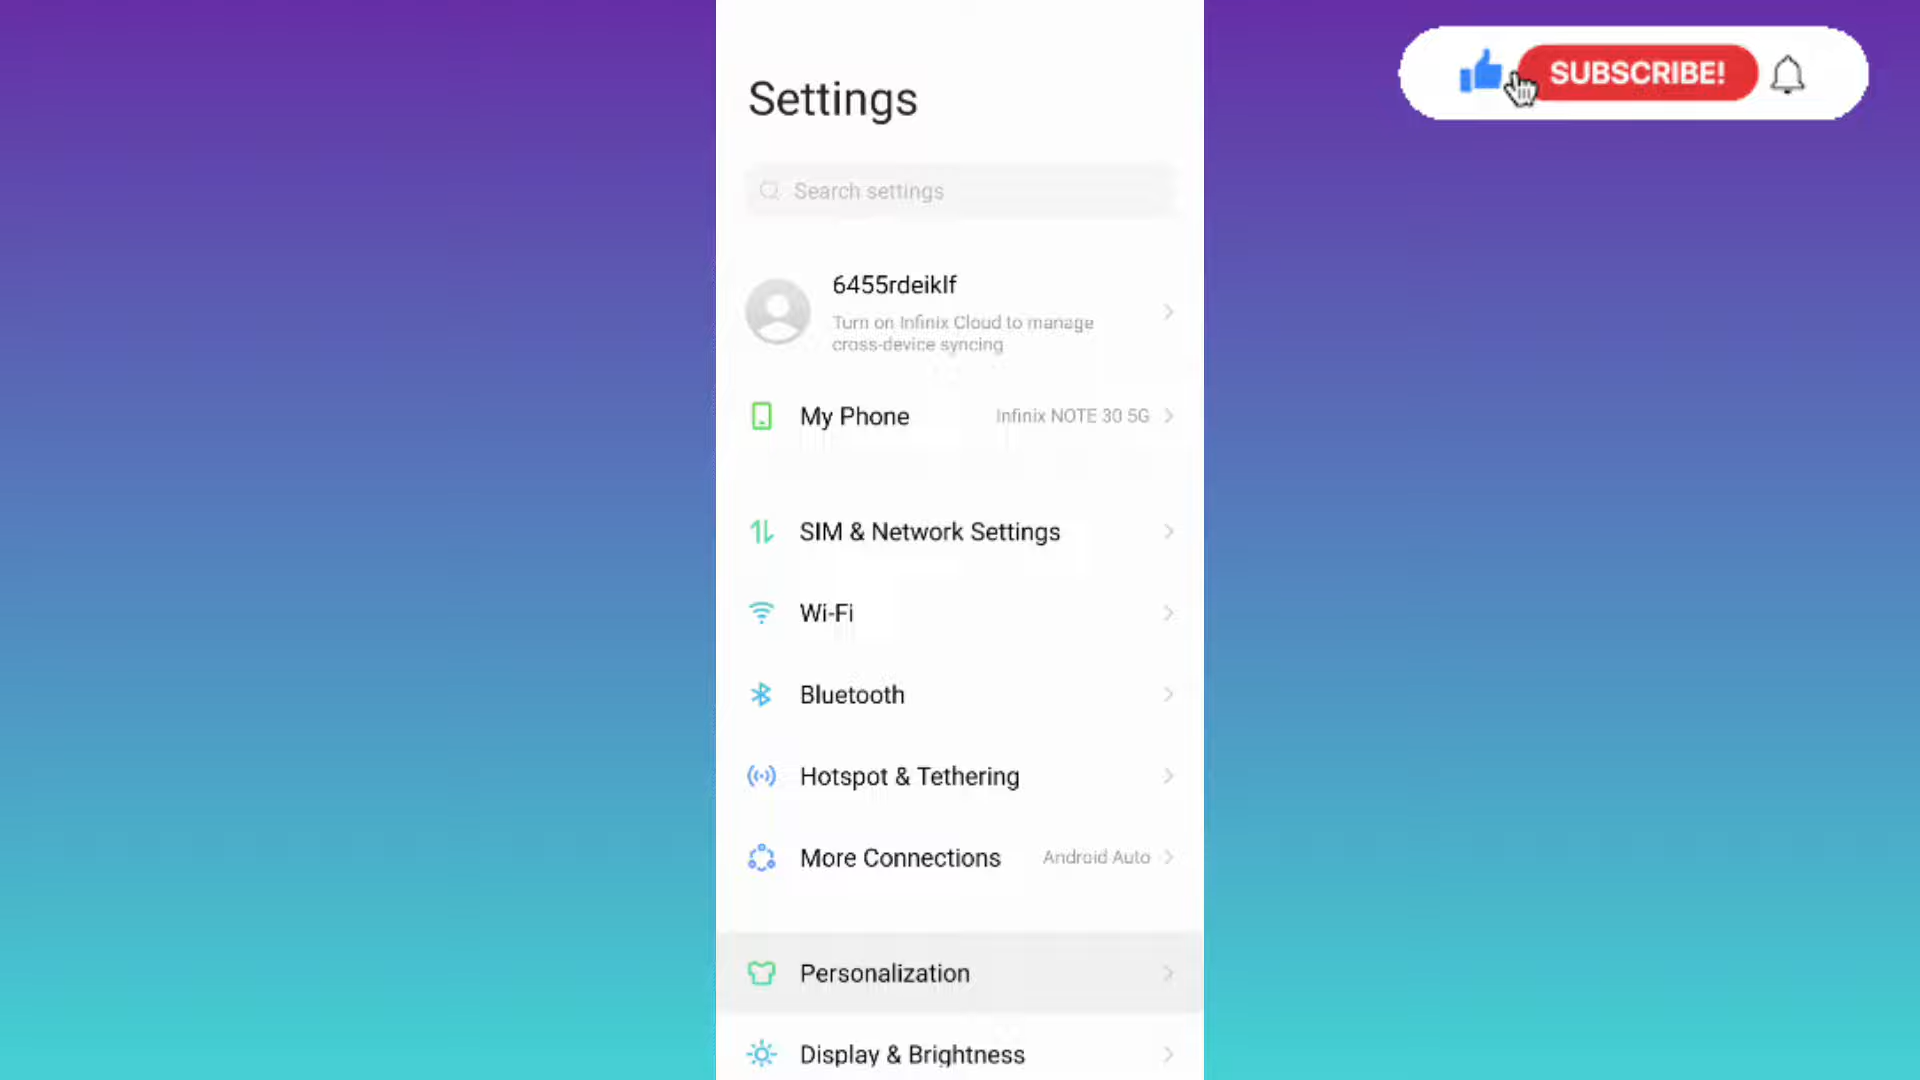 SUBSCRIBE!
Settings
Search settings
6455rdeiklf
Turn on Infinix Cloud to manage
cross-device syncing
My Phone Infinix NOTE 30 5G
SIM & Network Settings
Wi-Fi
Bluetooth
Hotspot & Tethering
More Connections Android Auto
Personalization
Display & Brightness